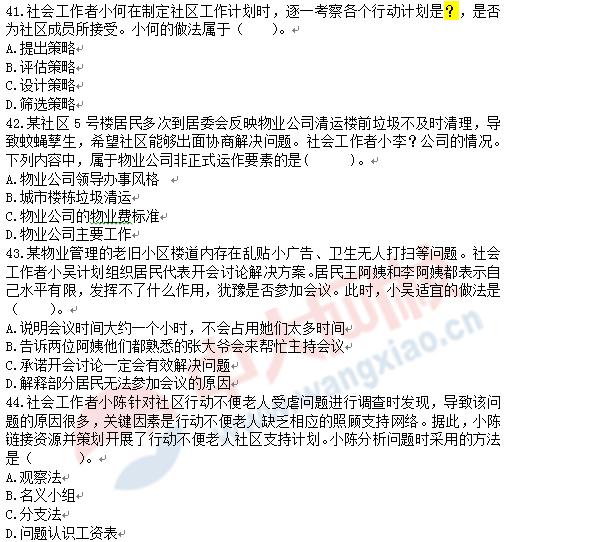 41.社会工作者小何在制定社区工作计划时，逐一考察各个行动计划是？，是否
为社区成员所接受。小何的做法属于（　　）。
A.提出策略
B.评估策略
C.设计策略
D.筛选策略
42.某社区 5 号楼居民多次到居委会反映物业公司清运楼前垃圾不及时清理，导
致蚊蝇孳生，希望社区能够出面协商解决问题。社会工作者小李？公司的情况。
下列内容中，属于物业公司非正式运作要素的是(　　)。
A.物业公司领导办事风格
B.城市楼栋垃圾清运
C.物业公司的物业费标准
D.物业公司主要工作
43.某物业管理的老旧小区楼道内存在乱贴小广告、卫生无人打扫等问题。社会
工作者小吴计划组织居民代表开会讨论解决方案。居民王阿姨和李阿姨都表示自
己水平有限，发挥不了什么作用，犹豫是否参加会议。此时，小吴适宜的做法是
（　　）。
A.说明会议时间大约一个小时，不会占用她们太多时间
B.告诉两位阿姨他们都熟悉的张大爷会来帮忙主持会议
C.承诺开会讨论一定会有效解决问题
D.解释部分居民无法参加会议的原因
44.社会工作者小陈针对社区行动不便老人受虐问题进行调查时发现，导致该问
题的原因很多，关键因素是行动不便老人缺乏相应的照顾支持网络。据此，小陈
链接资源并策划开展了行动不便老人社区支持计划。小陈分析问题时采用的方法
是（　　）。
A.观察法
B.名义小组
C.分支法
D.问题认识工资表
www.wangxiao.cn